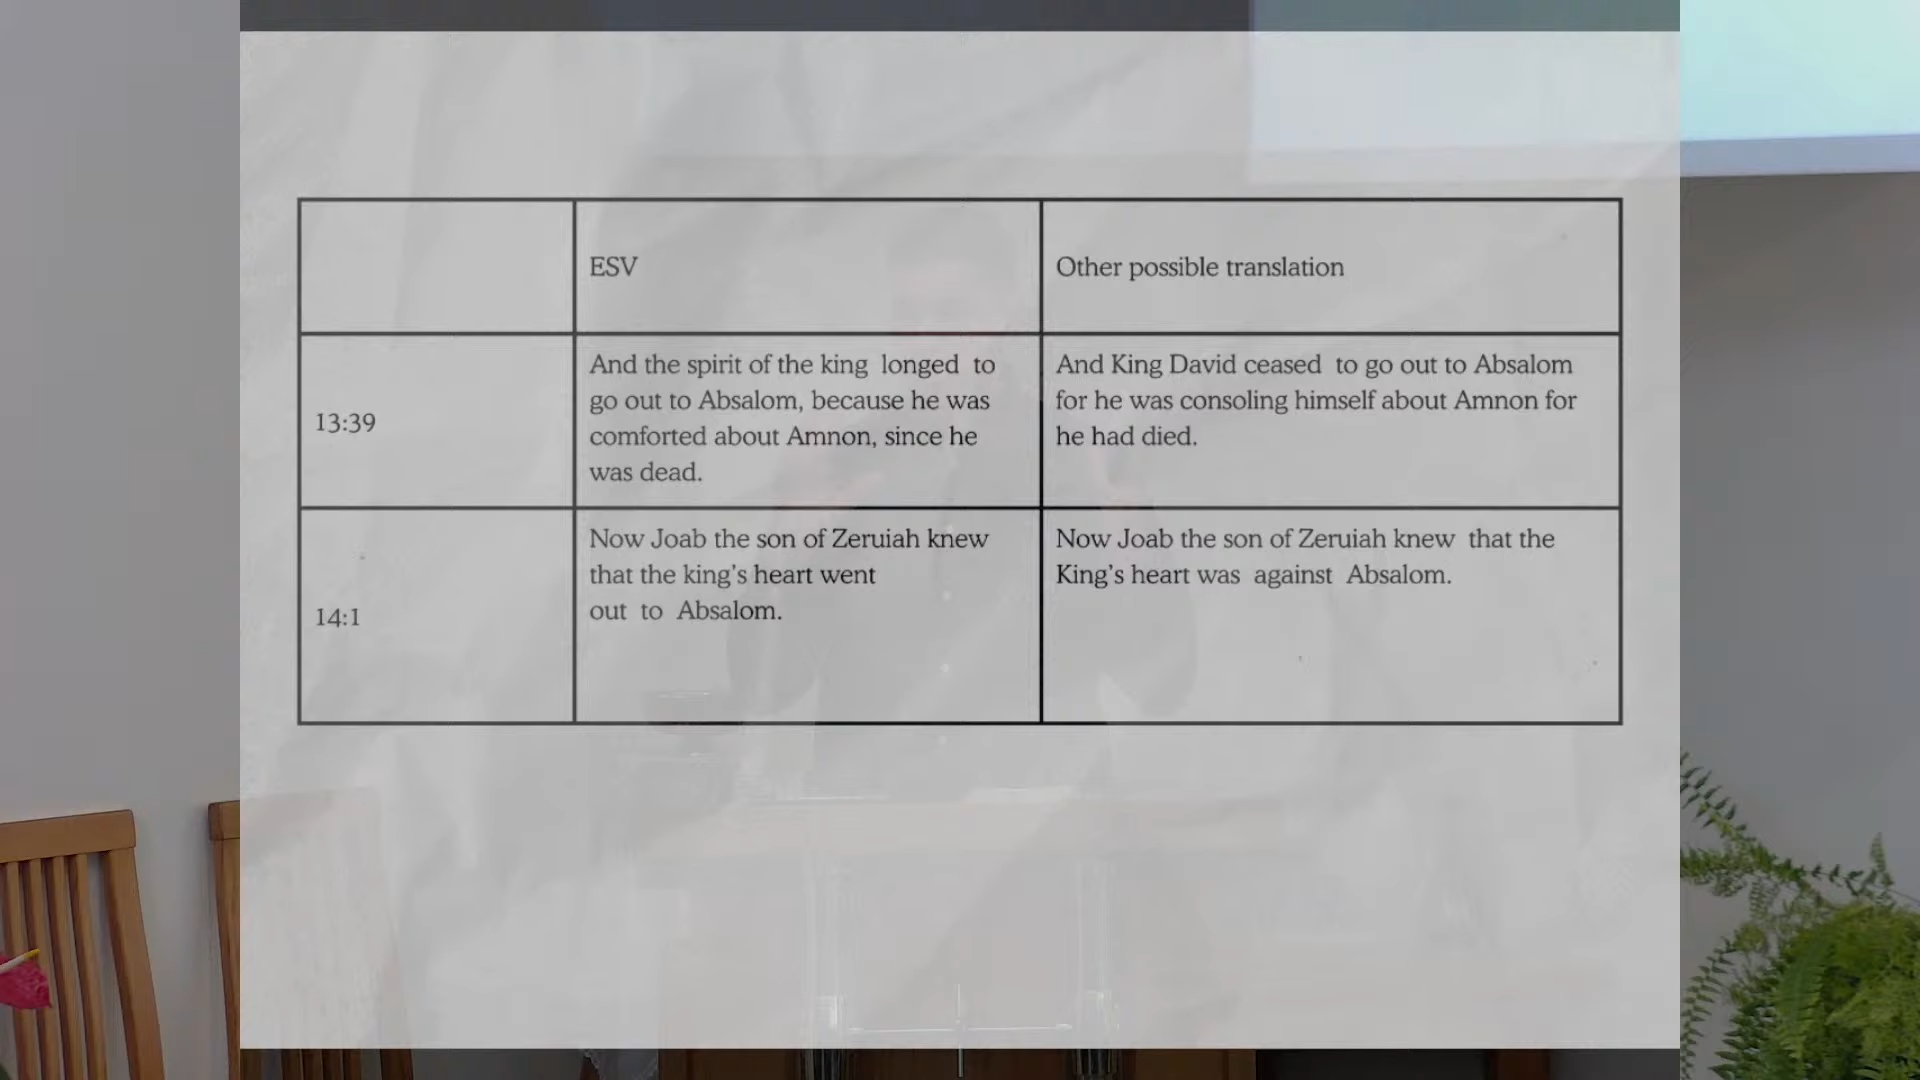 ESV
Other possible translation
13:39
And the spirit of the king longed to
go out to Absalom, because he was
comforted about Amnon, since he
was dead.
And King David ceased to go out to Absalom
for he was consoling himself about Amnon for
he had died.
14:1
Now Joab the son of Zeruiah knew
that the king's heart went
out to Absalom.
Now Joab the son of Zeruiah knew that the
King's heart was against Absalom.